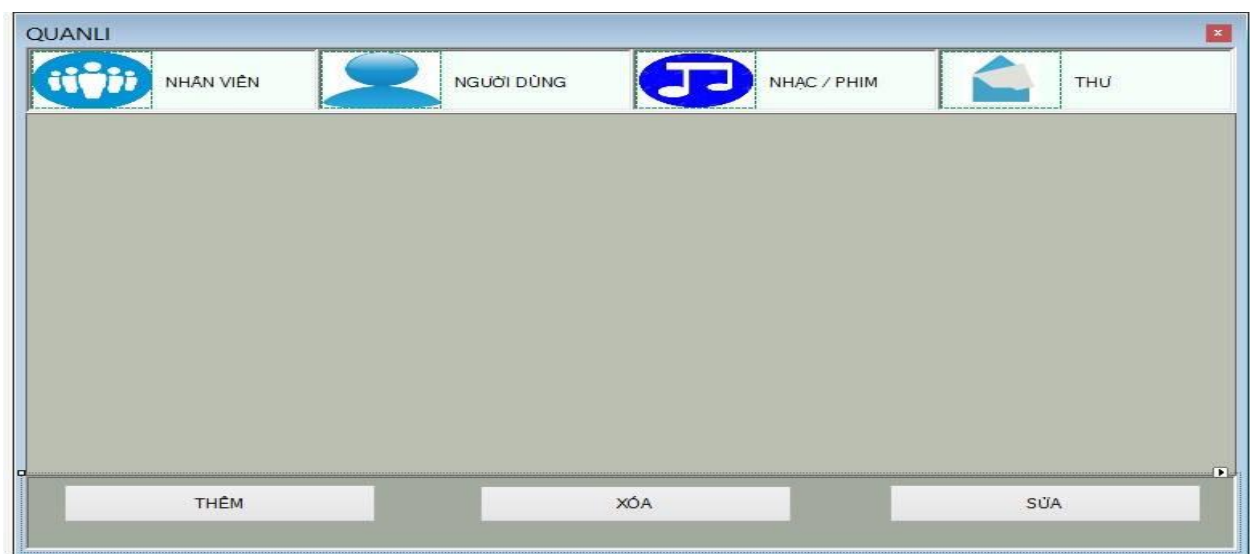 QUANLI
NHÂN VIÊN NGƯỜI DÙNG NHẠC / PHIM THƯ
THÊM XÓA SỬA